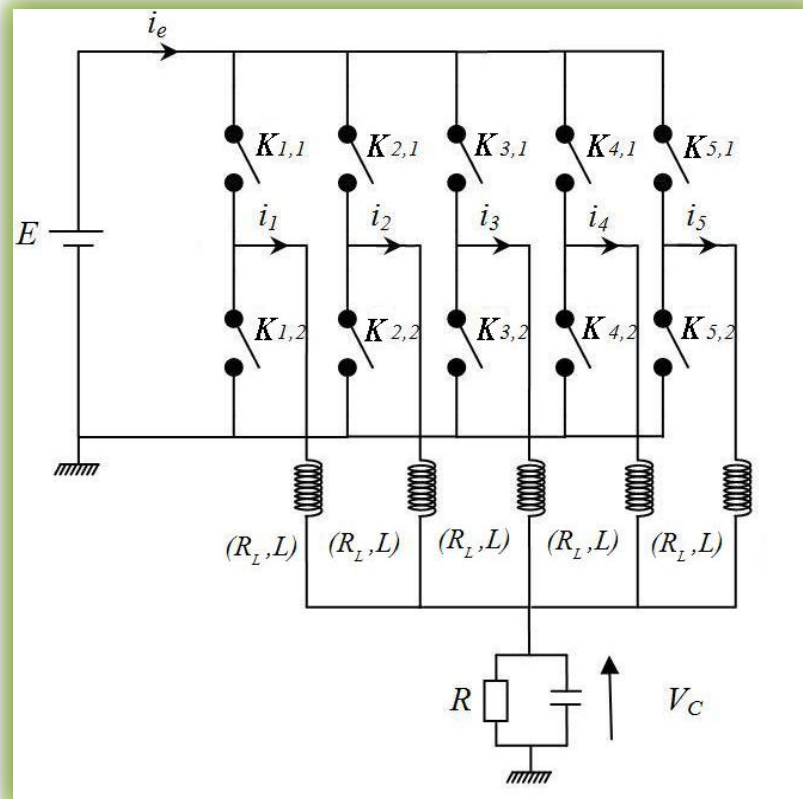 i_e
K1,1 K2,1 K3,1 K4,1 K5,1
E i1 i2 i3 i4 i5
K1,2 K2,2 K3,2 K4,2 K5,2
(R_L,L) (R_L,L) (R_L,L) (R_L,L) (R_L,L)
R V_C